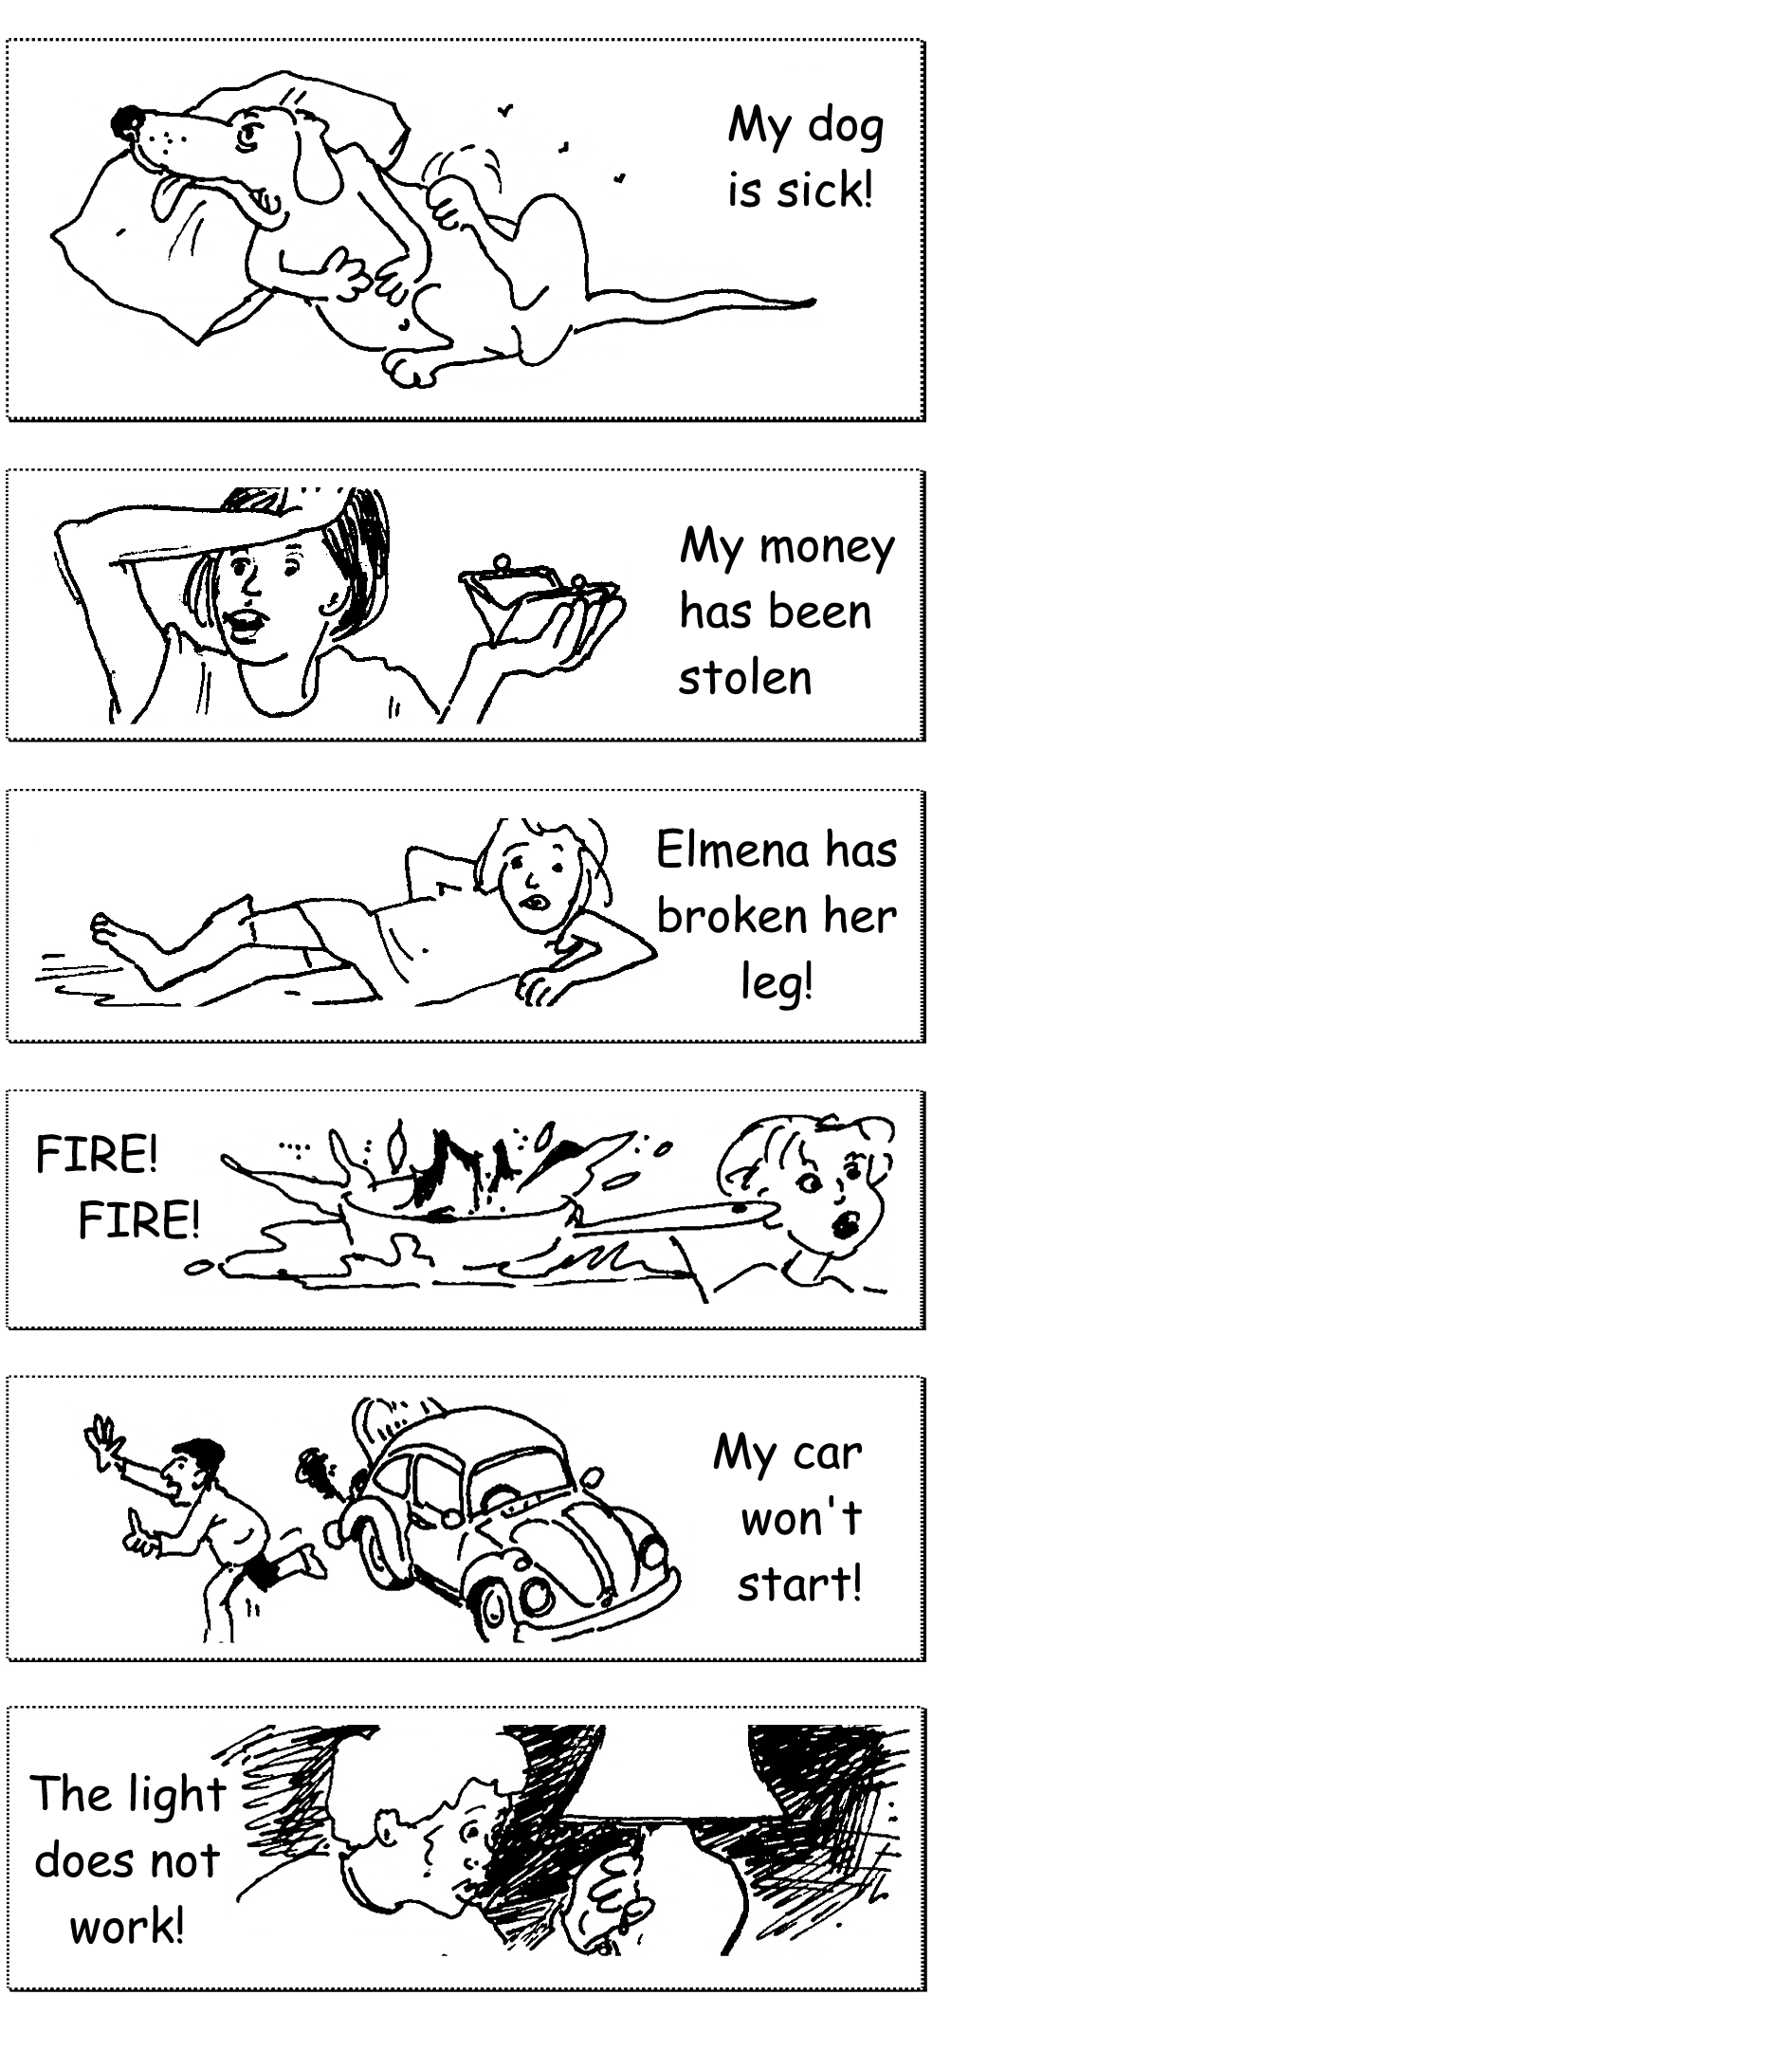 My dog
is sick!
My money
has been
stolen
Elmena has
broken her
leg!
FIRE!
FIRE!
My car
won't
start!
The light
does not
work!